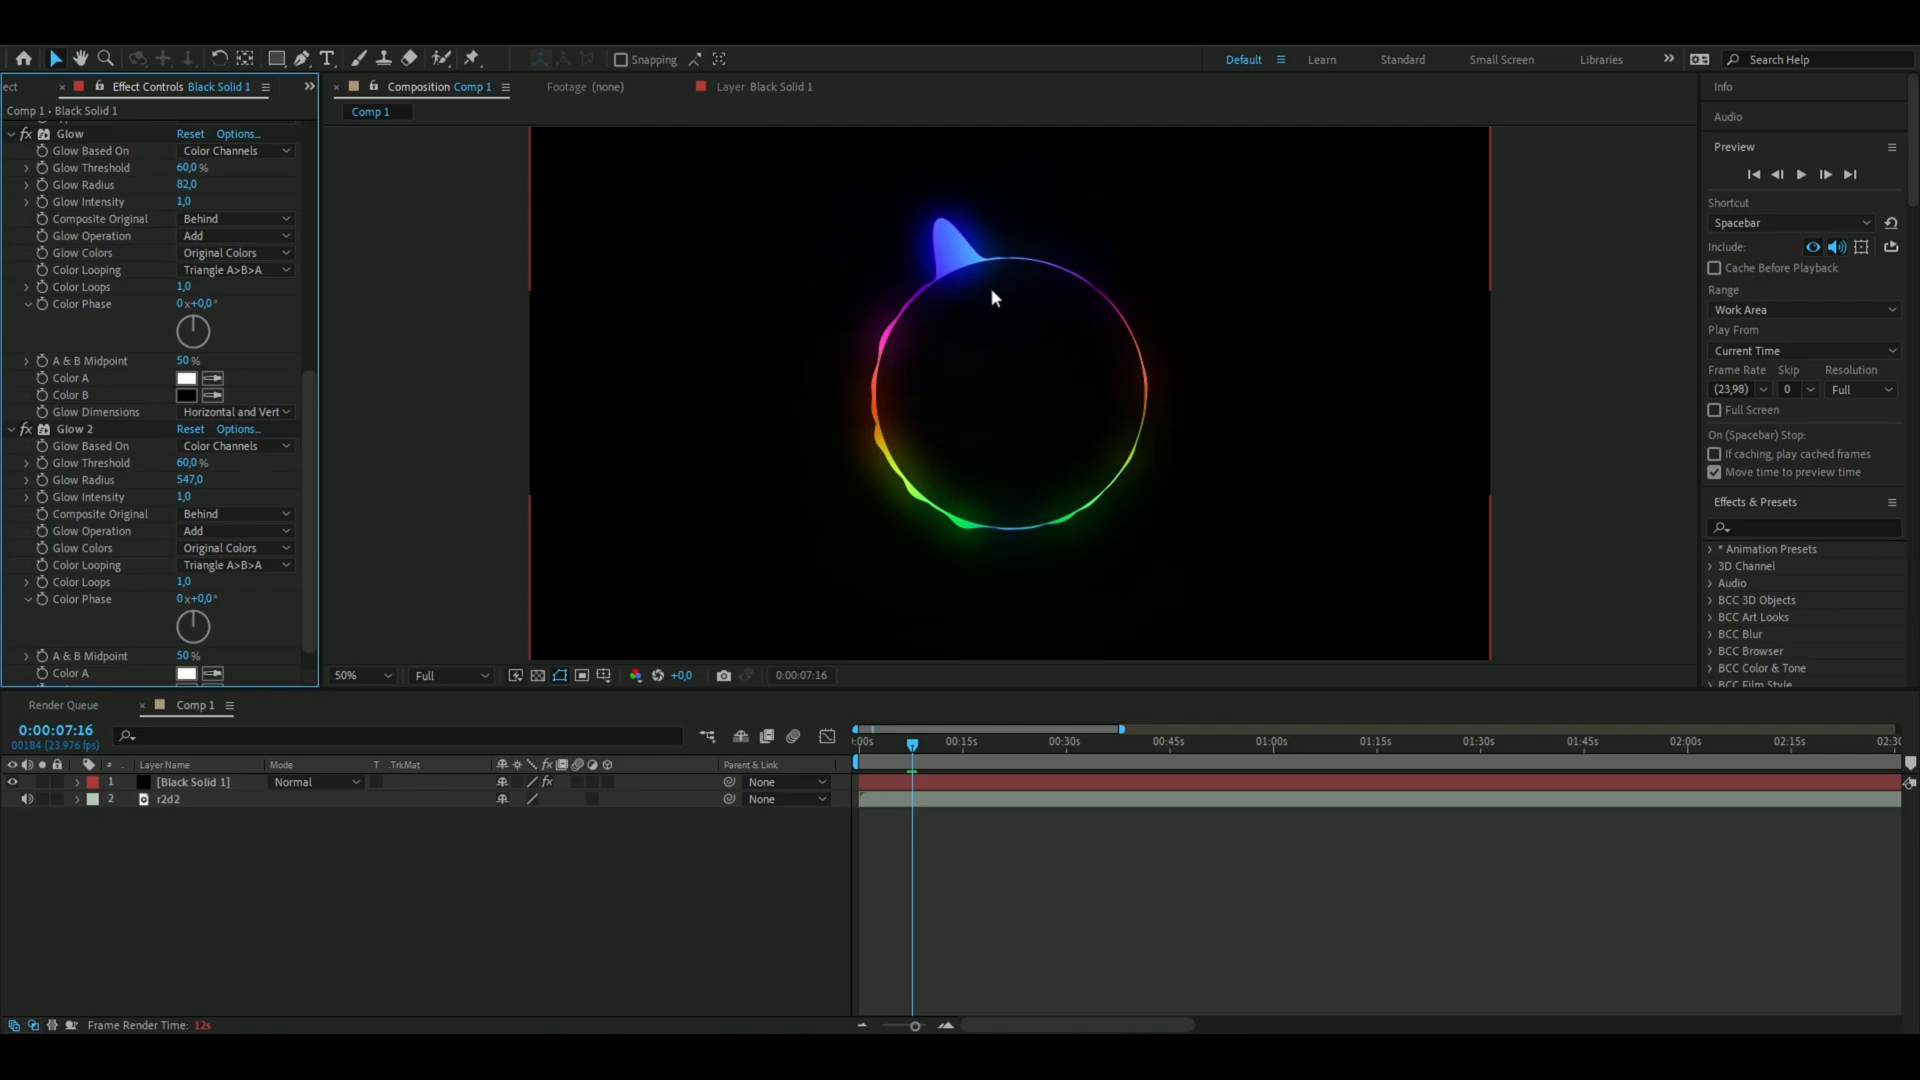 Snapping
Default
Learn
Standard
Small Screen
Libraries
Search Help
ect
Effect Controls Black Solid 1
Composition Comp 1
Footage (none)
Layer Black Solid 1
Comp 1 • Black Solid 1
Comp 1
fx Glow Reset Options...
Glow Based On Color Channels
Glow Threshold 60,0 %
Glow Radius 82,0
Glow Intensity 1,0
Composite Original Behind
Glow Operation Add
Glow Colors Original Colors
Color Looping Triangle A>B>A
Color Loops 1,0
Color Phase 0 x+0,0°
A & B Midpoint 50 %
Color A
Color B
Glow Dimensions Horizontal and Vert
fx Glow 2 Reset Options...
Glow Based On Color Channels
Glow Threshold 60,0 %
Glow Radius 547,0
Glow Intensity 1,0
Composite Original Behind
Glow Operation Add
Glow Colors Original Colors
Color Looping Triangle A>B>A
Color Loops 1,0
Color Phase 0 x+0,0°
A & B Midpoint 50 %
Color A
50%
Full
+0,0
0:00:07:16
Info
Audio
Preview
Shortcut
Spacebar
Include:
Cache Before Playback
Range
Work Area
Play From
Current Time
Frame Rate Skip Resolution
(23,98) 0 Full
Full Screen
On (Spacebar) Stop:
If caching, play cached frames
Move time to preview time
Effects & Presets
* Animation Presets
3D Channel
Audio
BCC 3D Objects
BCC Art Looks
BCC Blur
BCC Browser
BCC Color & Tone
BCC Film Style
Render Queue
Comp 1
0:00:07:16
00184 (23.976 fps)
:00s 00:15s 00:30s 00:45s 01:00s 01:15s 01:30s 01:45s 02:00s 02:15s 02:30
# Layer Name Mode T .TrkMat fx Parent & Link
1 [Black Solid 1] Normal fx None
2 r2d2 None
Frame Render Time: 12s